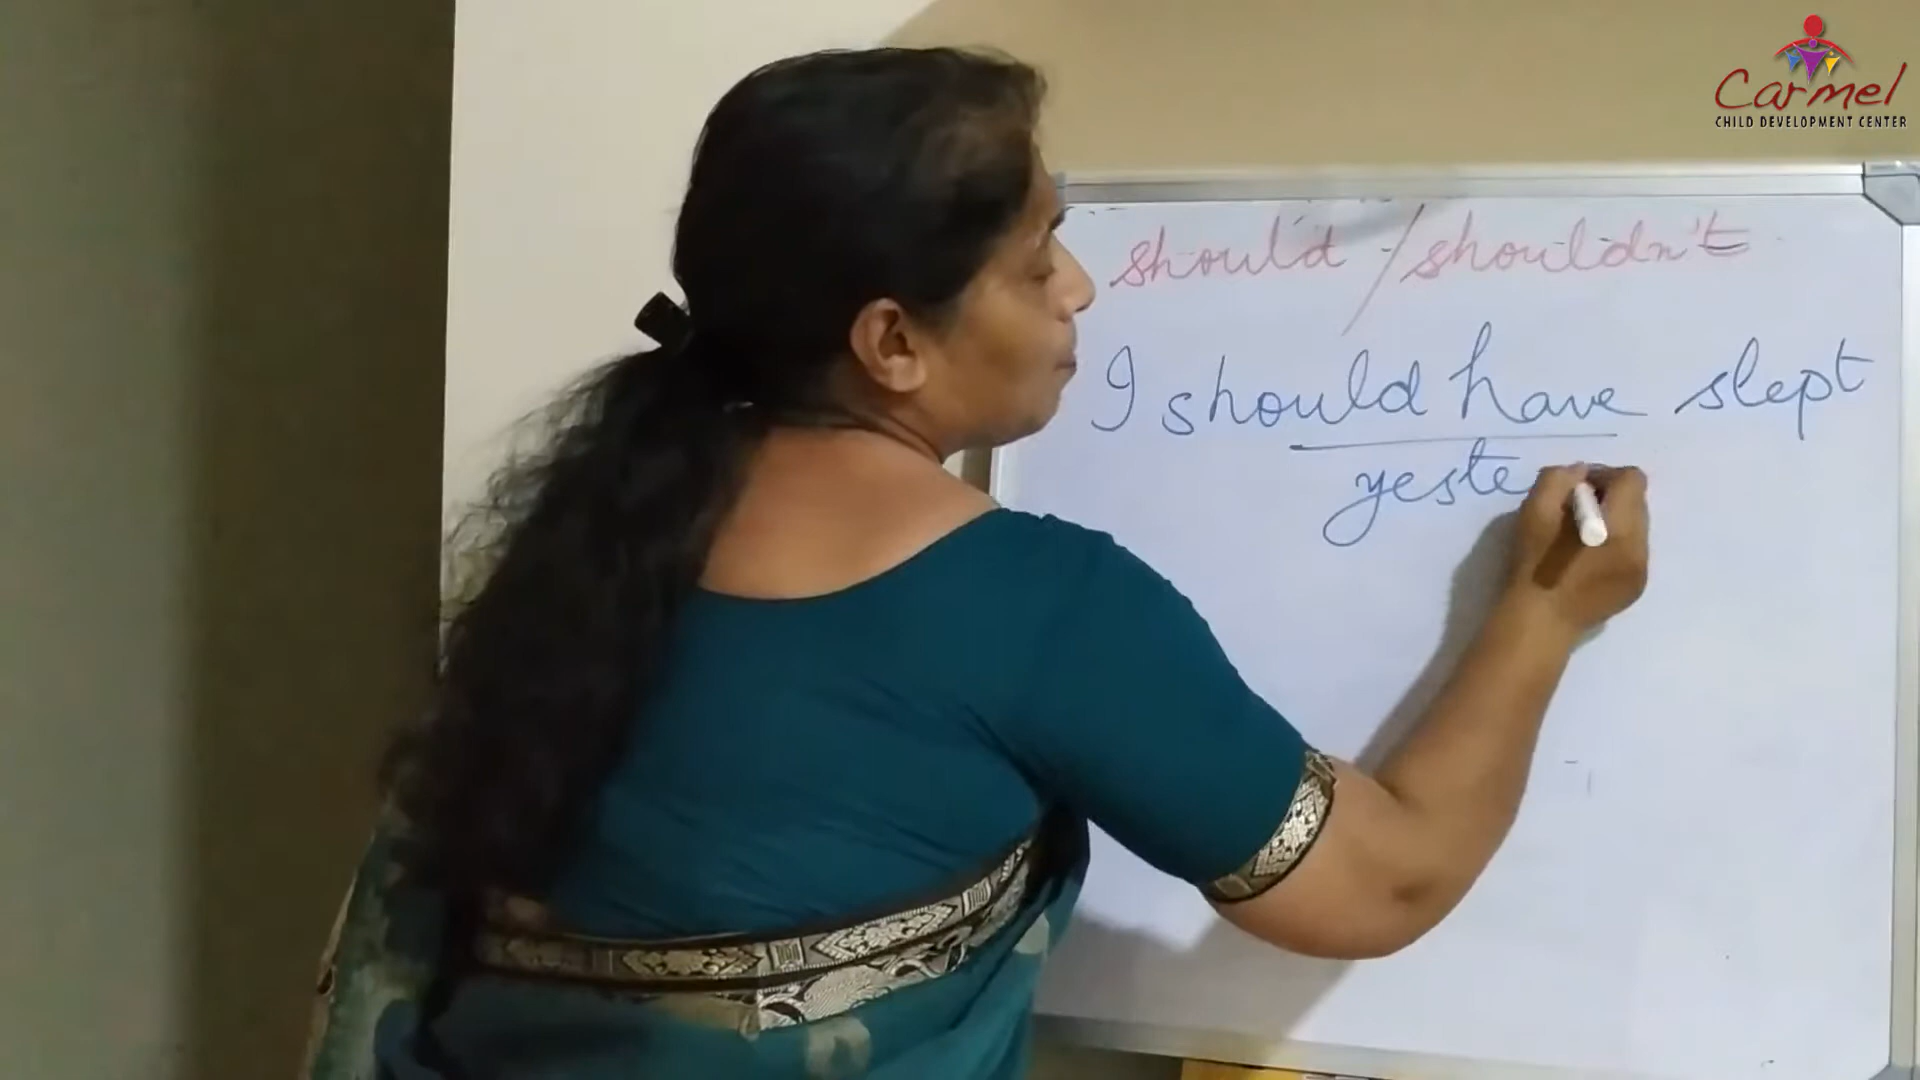 Carmel
CHILD DEVELOPMENT CENTER
should / shouldn't
I should have slept
yeste